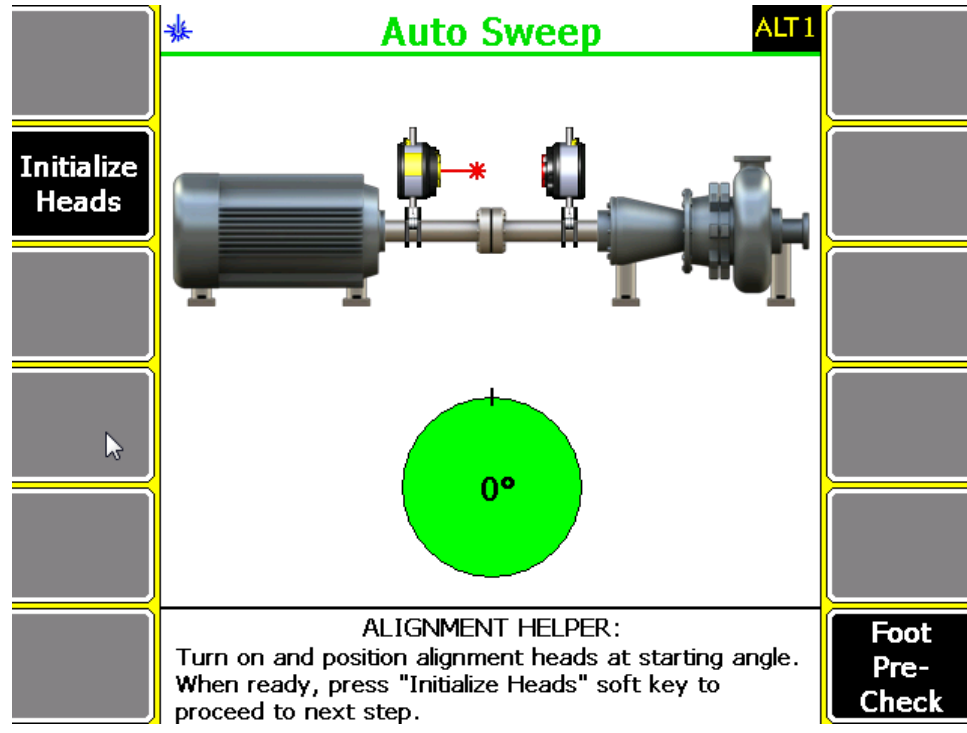 Auto Sweep
ALT1
Initialize
Heads
0°
ALIGNMENT HELPER:
Turn on and position alignment heads at starting angle.
When ready, press "Initialize Heads" soft key to
proceed to next step.
Foot
Pre-
Check